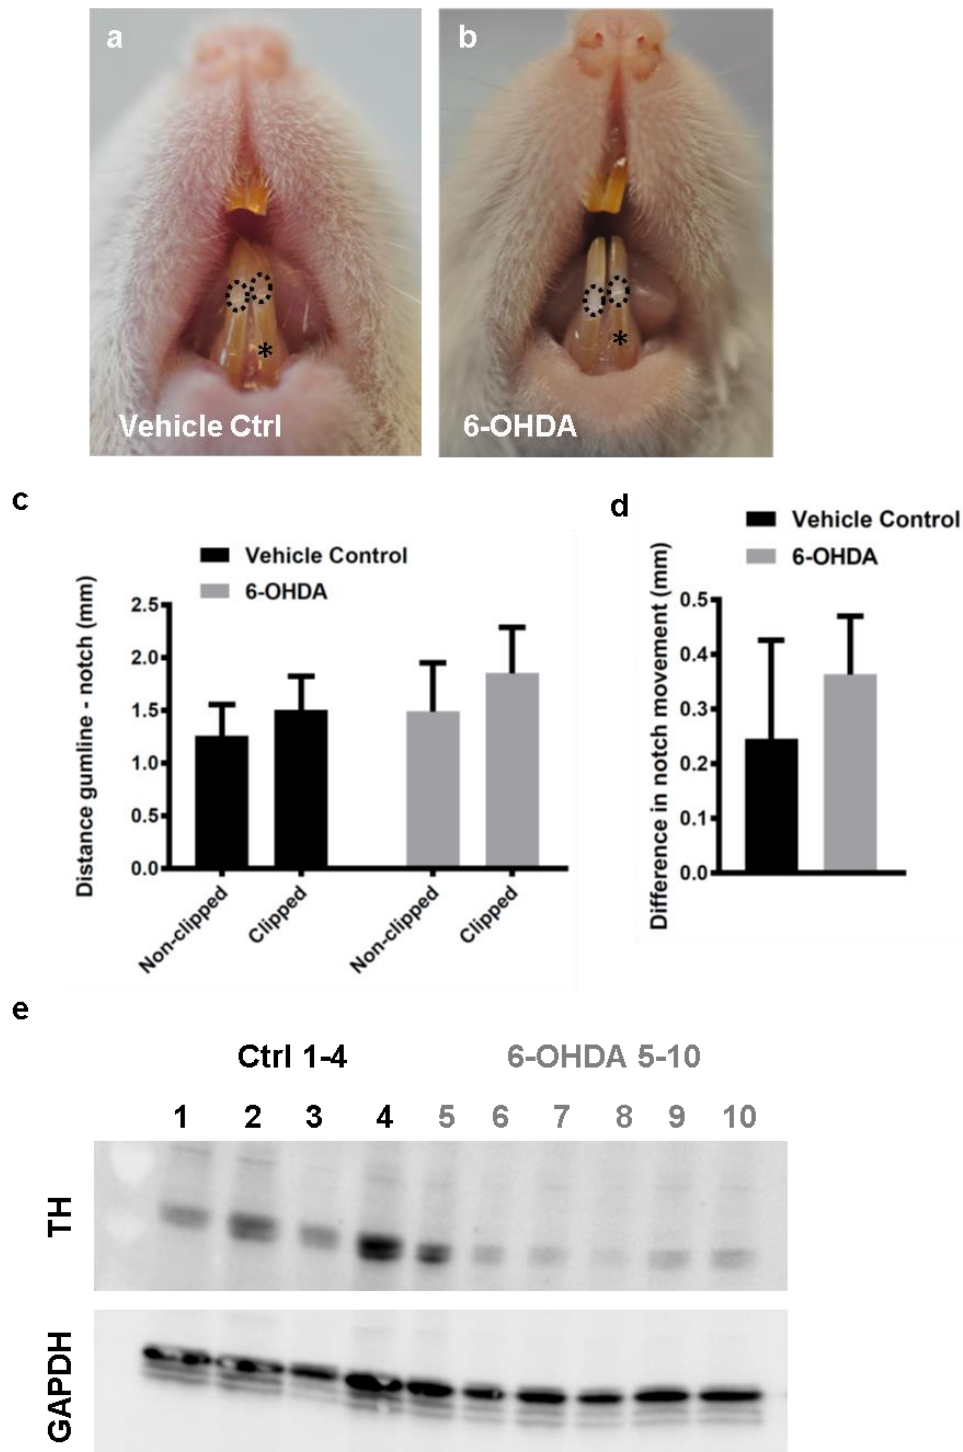 a
Vehicle Ctrl
*
b
6-OHDA
*
c
Vehicle Control
6-OHDA
Distance gumline - notch (mm)
2.5
2.0
1.5
1.0
0.5
0.0
Non-clipped
Clipped
Non-clipped
Clipped
d
Vehicle Control
6-OHDA
Difference in notch movement (mm)
0.5
0.4
0.3
0.2
0.1
0.0
e
Ctrl 1-4 6-OHDA 5-10
1 2 3 4 5 6 7 8 9 10
TH
GAPDH